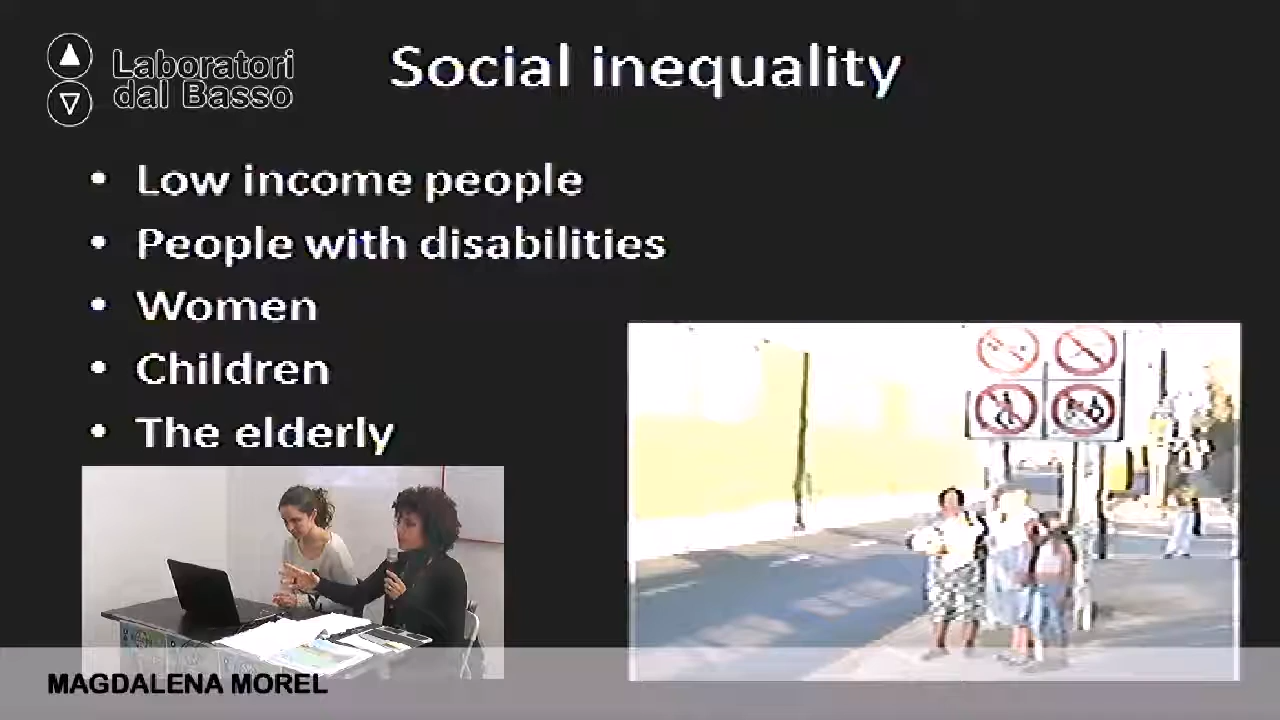 Laboratori
dal Basso
Social inequality
• Low income people
• People with disabilities
• Women
• Children
• The elderly
MAGDALENA MOREL